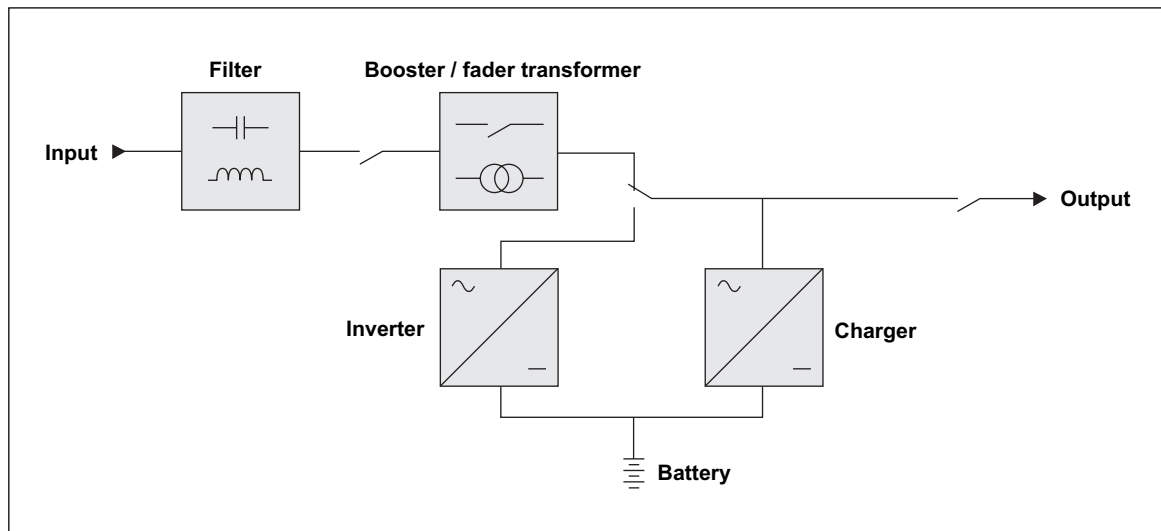 Filter
Booster / fader transformer
Input
Output
Inverter
Charger
Battery